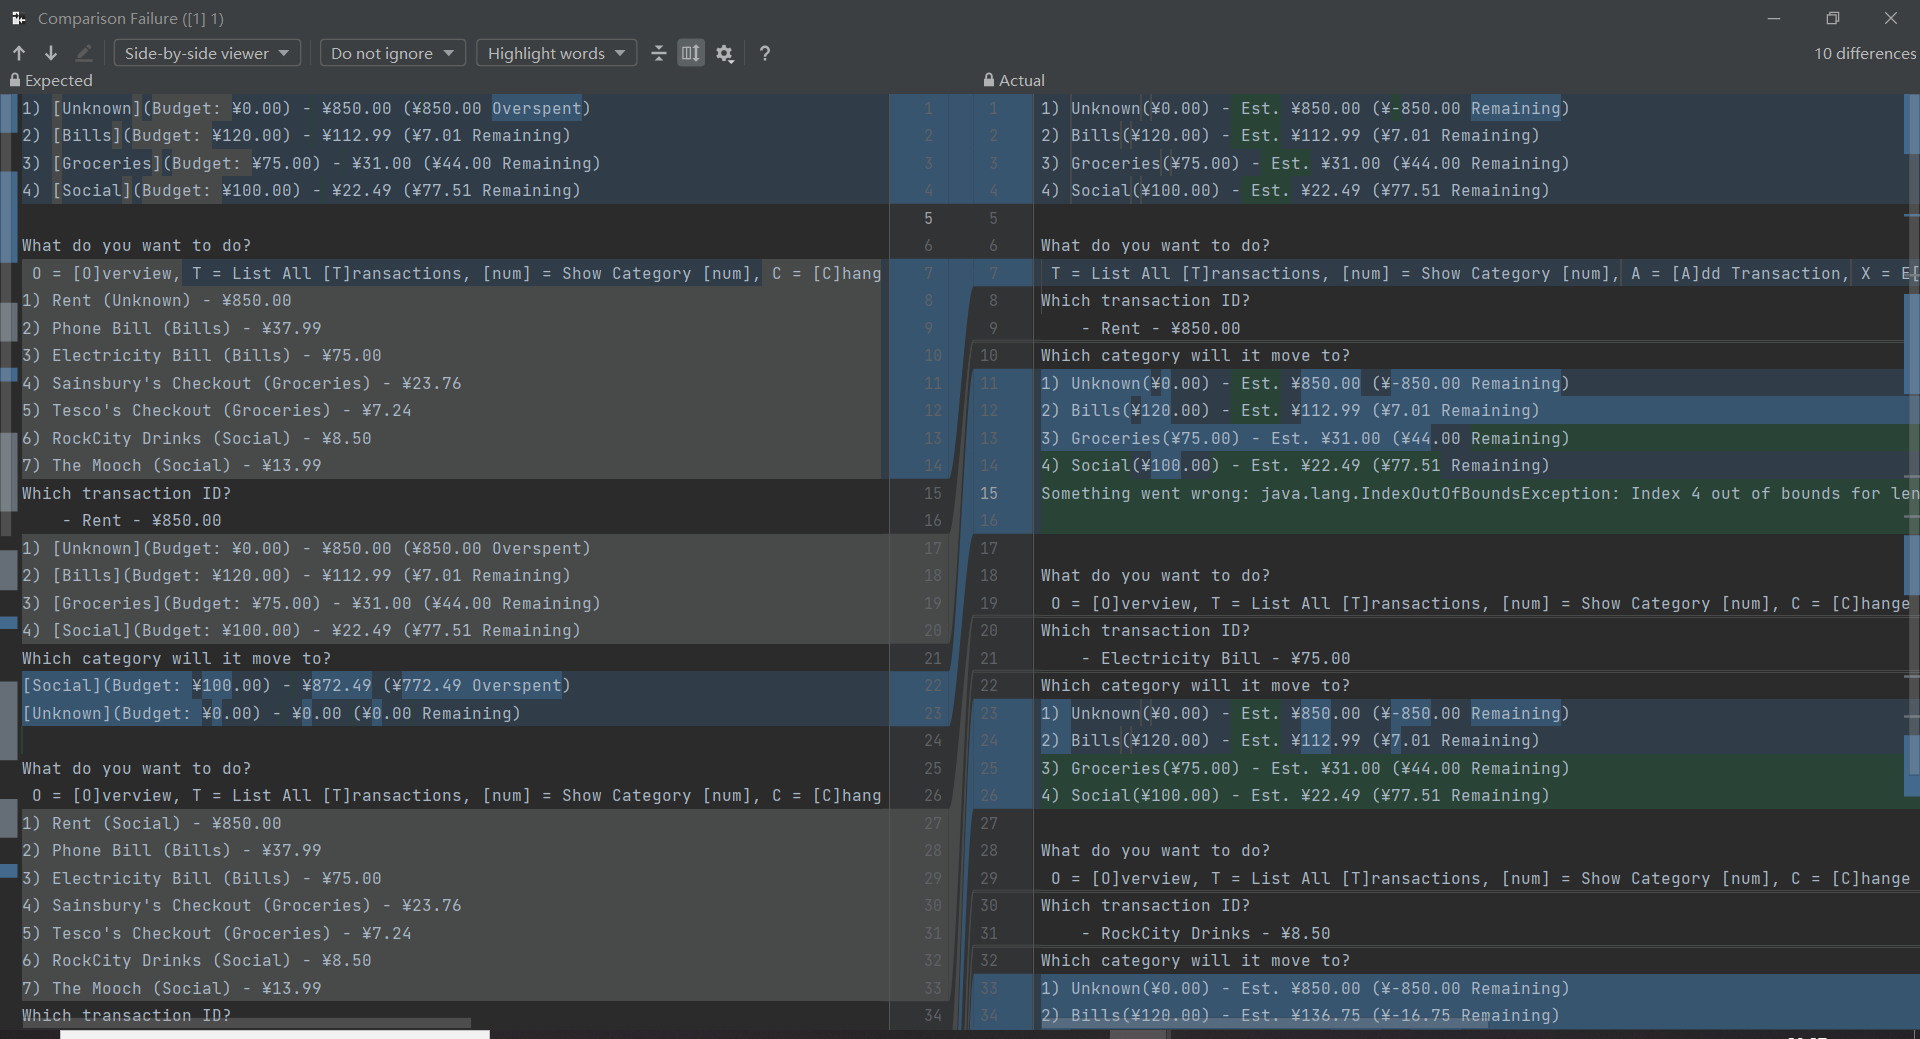 Comparison Failure ([1] 1)
Side-by-side viewer
Do not ignore
Highlight words
?
10 differences
Expected
1) [Unknown](Budget: ¥0.00) - ¥850.00 (¥850.00 Overspent)
2) [Bills](Budget: ¥120.00) - ¥112.99 (¥7.01 Remaining)
3) [Groceries](Budget: ¥75.00) - ¥31.00 (¥44.00 Remaining)
4) [Social](Budget: ¥100.00) - ¥22.49 (¥77.51 Remaining)
What do you want to do?
O = [O]verview, T = List All [T]ransactions, [num] = Show Category [num], C = [C]hang
1) Rent (Unknown) - ¥850.00
2) Phone Bill (Bills) - ¥37.99
3) Electricity Bill (Bills) - ¥75.00
4) Sainsbury's Checkout (Groceries) - ¥23.76
5) Tesco's Checkout (Groceries) - ¥7.24
6) RockCity Drinks (Social) - ¥8.50
7) The Mooch (Social) - ¥13.99
Which transaction ID?
- Rent - ¥850.00
1) [Unknown](Budget: ¥0.00) - ¥850.00 (¥850.00 Overspent)
2) [Bills](Budget: ¥120.00) - ¥112.99 (¥7.01 Remaining)
3) [Groceries](Budget: ¥75.00) - ¥31.00 (¥44.00 Remaining)
4) [Social](Budget: ¥100.00) - ¥22.49 (¥77.51 Remaining)
Which category will it move to?
[Social](Budget: ¥100.00) - ¥872.49 (¥772.49 Overspent)
[Unknown](Budget: ¥0.00) - ¥0.00 (¥0.00 Remaining)
What do you want to do?
O = [O]verview, T = List All [T]ransactions, [num] = Show Category [num], C = [C]hang
1) Rent (Social) - ¥850.00
2) Phone Bill (Bills) - ¥37.99
3) Electricity Bill (Bills) - ¥75.00
4) Sainsbury's Checkout (Groceries) - ¥23.76
5) Tesco's Checkout (Groceries) - ¥7.24
6) RockCity Drinks (Social) - ¥8.50
7) The Mooch (Social) - ¥13.99
Which transaction ID?
1 1
2 2
3 3
4 4
5 5
6 6
7 7
8 8
9 9
10 10
11 11
12 12
13 13
14 14
15 15
16 16
17 17
18 18
19 19
20 20
21 21
22 22
23 23
24 24
25 25
26 26
27 27
28 28
29 29
30 30
31 31
32 32
33 33
34 34
Actual
1) Unknown(¥0.00) - Est. ¥850.00 (¥-850.00 Remaining)
2) Bills(¥120.00) - Est. ¥112.99 (¥7.01 Remaining)
3) Groceries(¥75.00) - Est. ¥31.00 (¥44.00 Remaining)
4) Social(¥100.00) - Est. ¥22.49 (¥77.51 Remaining)
What do you want to do?
T = List All [T]ransactions, [num] = Show Category [num], A = [A]dd Transaction, X = E[
Which transaction ID?
- Rent - ¥850.00
Which category will it move to?
1) Unknown(¥0.00) - Est. ¥850.00 (¥-850.00 Remaining)
2) Bills(¥120.00) - Est. ¥112.99 (¥7.01 Remaining)
3) Groceries(¥75.00) - Est. ¥31.00 (¥44.00 Remaining)
4) Social(¥100.00) - Est. ¥22.49 (¥77.51 Remaining)
Something went wrong: java.lang.IndexOutOfBoundsException: Index 4 out of bounds for len
What do you want to do?
O = [O]verview, T = List All [T]ransactions, [num] = Show Category [num], C = [C]hange
Which transaction ID?
- Electricity Bill - ¥75.00
Which category will it move to?
1) Unknown(¥0.00) - Est. ¥850.00 (¥-850.00 Remaining)
2) Bills(¥120.00) - Est. ¥112.99 (¥7.01 Remaining)
3) Groceries(¥75.00) - Est. ¥31.00 (¥44.00 Remaining)
4) Social(¥100.00) - Est. ¥22.49 (¥77.51 Remaining)
What do you want to do?
O = [O]verview, T = List All [T]ransactions, [num] = Show Category [num], C = [C]hange
Which transaction ID?
- RockCity Drinks - ¥8.50
Which category will it move to?
1) Unknown(¥0.00) - Est. ¥850.00 (¥-850.00 Remaining)
2) Bills(¥120.00) - Est. ¥136.75 (¥-16.75 Remaining)